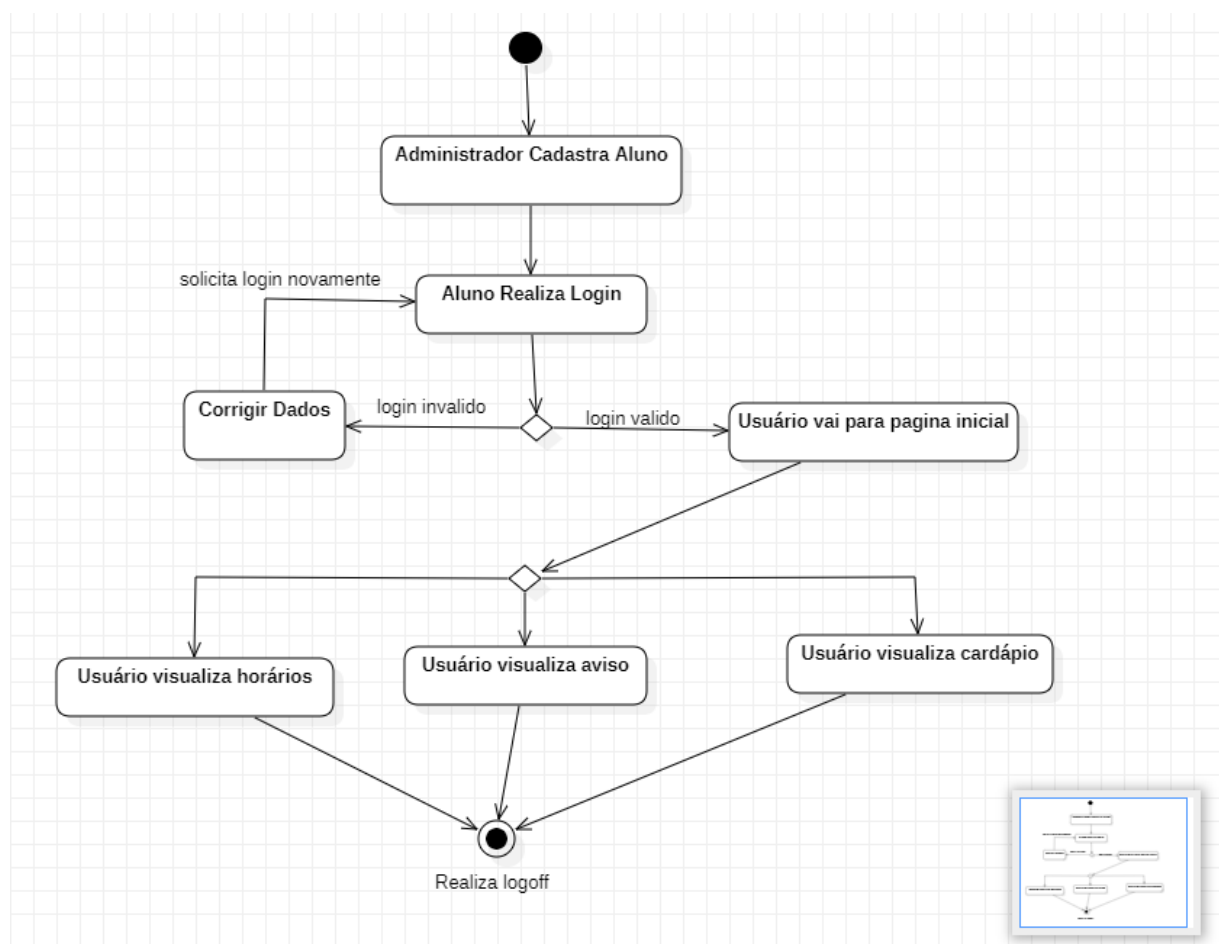 Administrador Cadastra Aluno
solicita login novamente
Aluno Realiza Login
Corrigir Dados
login invalido
login valido
Usuário vai para pagina inicial
Usuário visualiza horários
Usuário visualiza aviso
Usuário visualiza cardápio
Realiza logoff